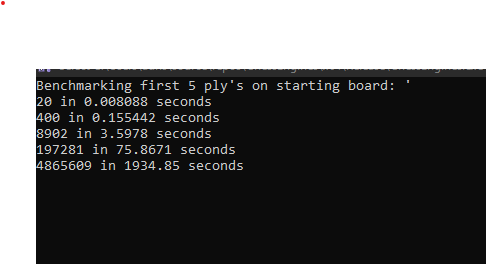 Benchmarking first 5 ply's on starting board: '
20 in 0.008088 seconds
400 in 0.155442 seconds
8902 in 3.5978 seconds
197281 in 75.8671 seconds
4865609 in 1934.85 seconds